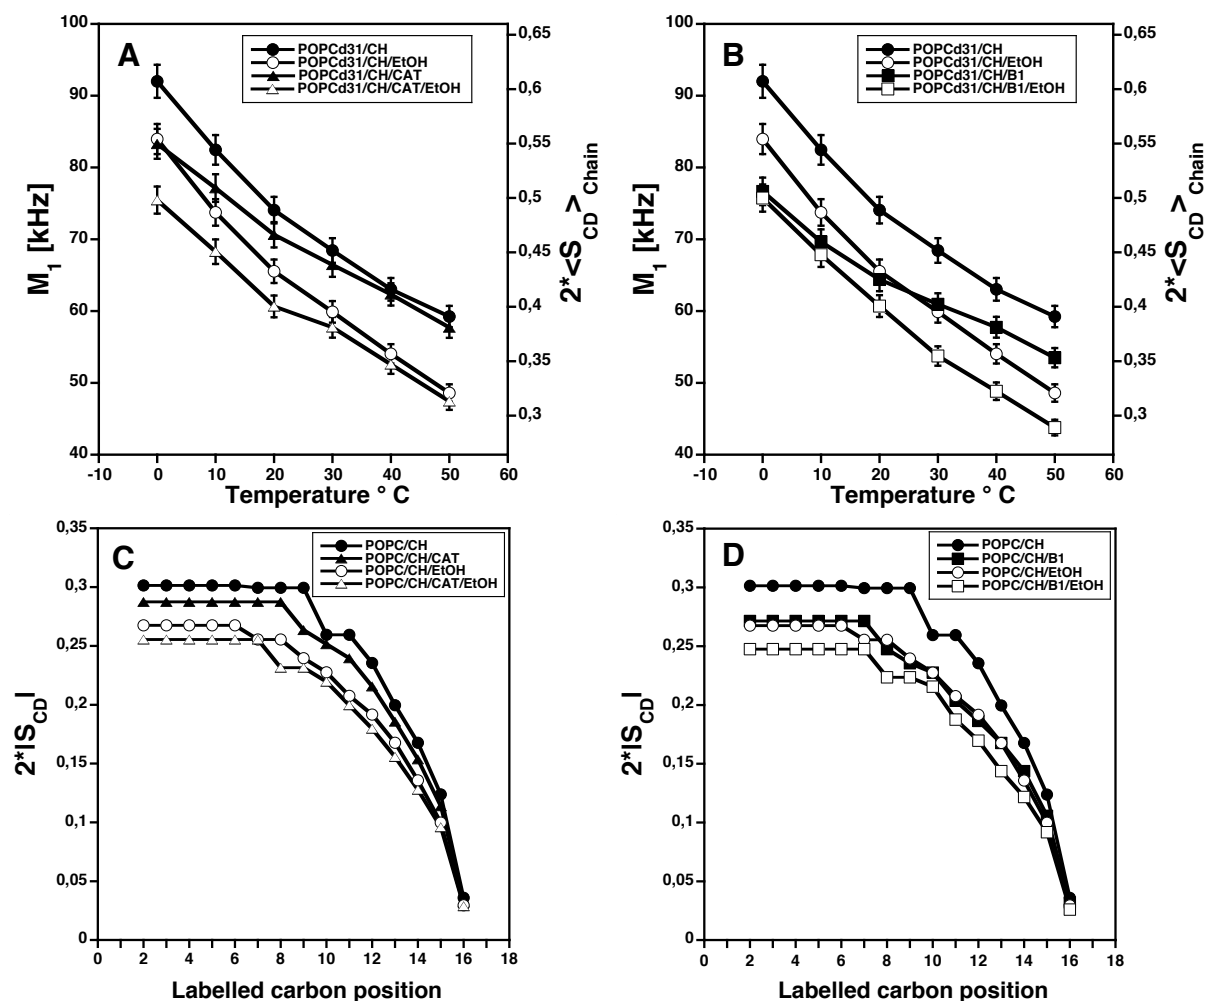 A
POPCd31/CH
POPCd31/CH/EtOH
POPCd31/CH/CAT
POPCd31/CH/CAT/EtOH
100
90
80
70
60
50
40
M1 [kHz]
0,65
0,6
0,55
0,5
0,45
0,4
0,35
0,3
2*<SCD>Chain
-10 0 10 20 30 40 50 60
Temperature ° C
B
POPCd31/CH
POPCd31/CH/EtOH
POPCd31/CH/B1
POPCd31/CH/B1/EtOH
100
90
80
70
60
50
40
M1 [kHz]
0,65
0,6
0,55
0,5
0,45
0,4
0,35
0,3
2*<SCD>Chain
-10 0 10 20 30 40 50 60
Temperature ° C
C
POPC/CH
POPC/CH/CAT
POPC/CH/EtOH
POPC/CH/CAT/EtOH
0,35
0,3
0,25
0,2
0,15
0,1
0,05
0
2*|SCD|
0 2 4 6 8 10 12 14 16 18
Labelled carbon position
D
POPC/CH
POPC/CH/B1
POPC/CH/EtOH
POPC/CH/B1/EtOH
0,35
0,3
0,25
0,2
0,15
0,1
0,05
0
2*|SCD|
0 2 4 6 8 10 12 14 16 18
Labelled carbon position